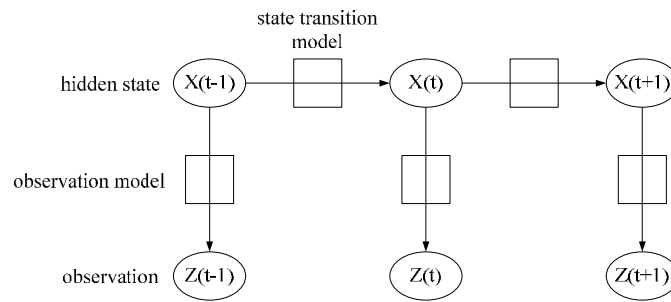 state transition
model
hidden state
X(t-1)
X(t)
X(t+1)
observation model
observation
Z(t-1)
Z(t)
Z(t+1)